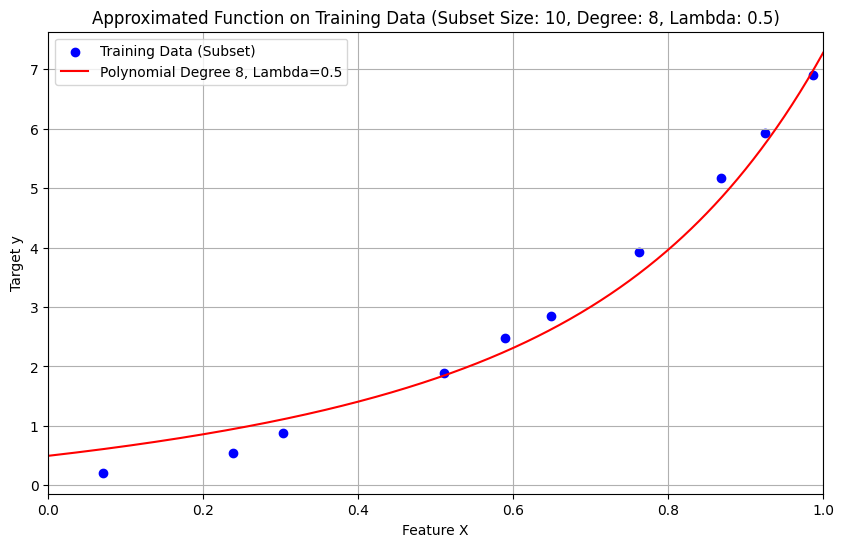 Approximated Function on Training Data (Subset Size: 10, Degree: 8, Lambda: 0.5)
Training Data (Subset)
Polynomial Degree 8, Lambda=0.5
Target y
7
6
5
4
3
2
1
0
0.0 0.2 0.4 0.6 0.8 1.0
Feature X